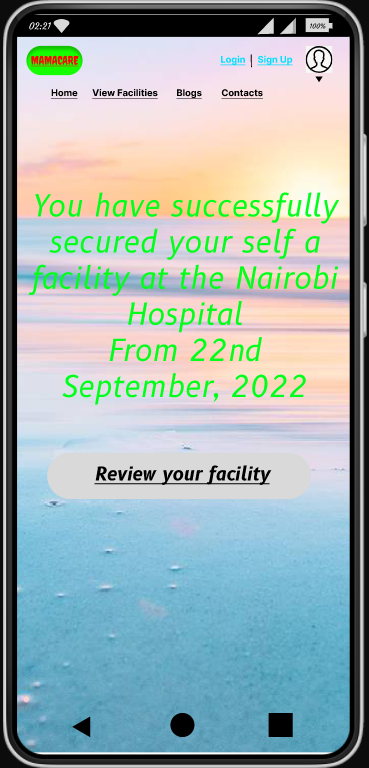 02:21 100%
MAMACARE
Login | Sign Up
Home View Facilities Blogs Contacts
You have successfully
secured your self a
facility at the Nairobi
Hospital
From 22nd
September, 2022
Review your facility